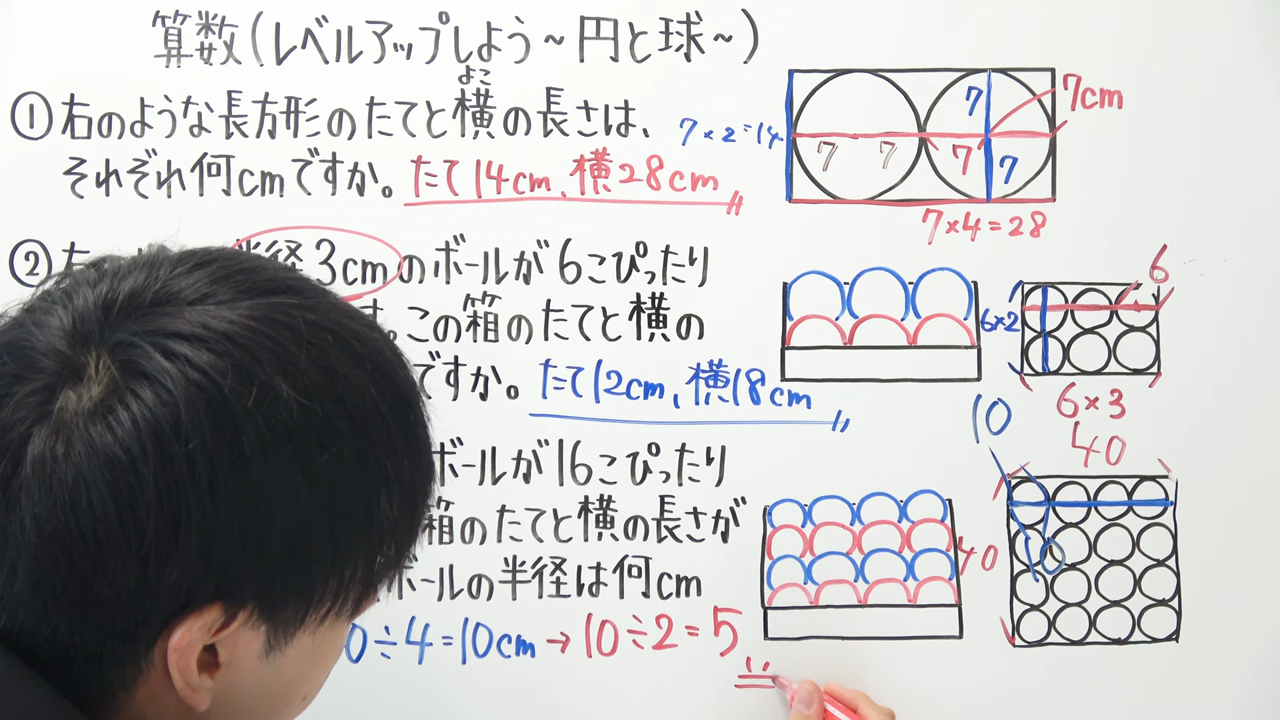 算数(レベルアップしよう~円と球~)
よこ
①右のような長方形のたてと横の長さは、
それぞれ何cmですか。たて14cm、横28cm
7×2=14
7
7cm
7 7 7 7
7×4=28
②右
半径3cmのボールが6こぴったり
。この箱のたてと横の
ですか。たて12cm、横18cm
6
6×2
6×3
ボールが16こぴったり
箱のたてと横の長さが
ボールの半径は何cm
0÷4=10cm→10÷2=5
10
40
40
10